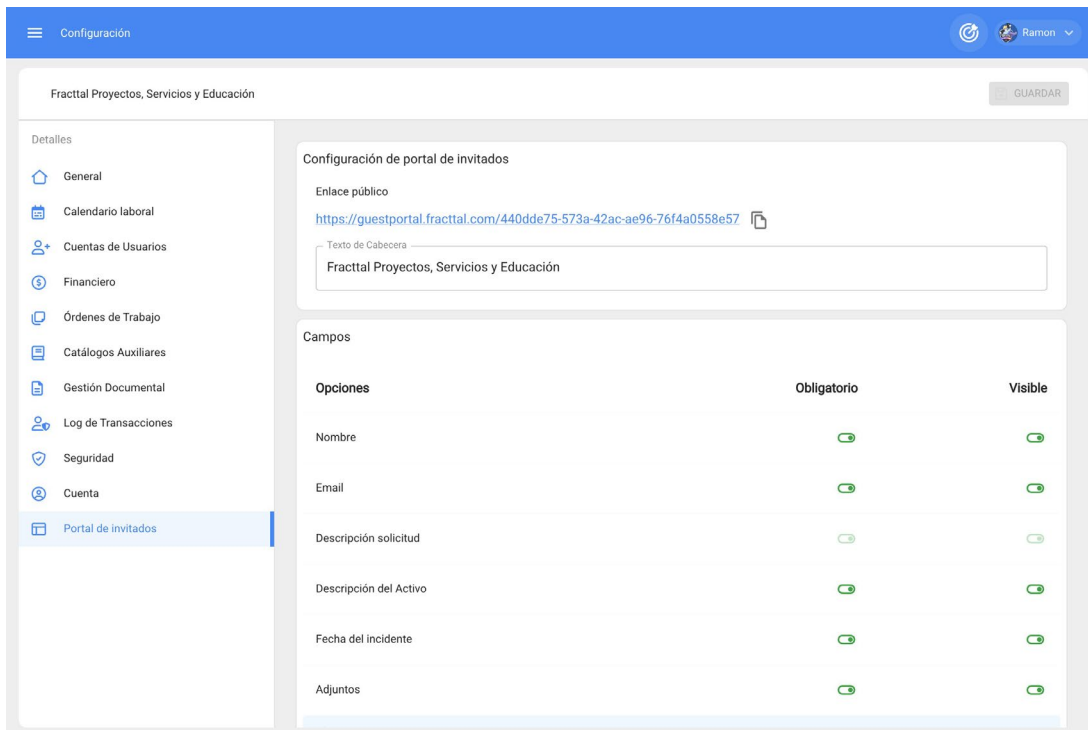 Configuración
Ramon
Fracttal Proyectos, Servicios y Educación
GUARDAR
Detalles
General
Calendario laboral
Cuentas de Usuarios
Financiero
Órdenes de Trabajo
Catálogos Auxiliares
Gestión Documental
Log de Transacciones
Seguridad
Cuenta
Portal de invitados
Configuración de portal de invitados
Enlace público
https://guestportal.fracttal.com/440dde75-573a-42ac-ae96-76f4a0558e57
Texto de Cabecera
Fracttal Proyectos, Servicios y Educación
Campos
Opciones Obligatorio Visible
Nombre
Email
Descripción solicitud
Descripción del Activo
Fecha del incidente
Adjuntos